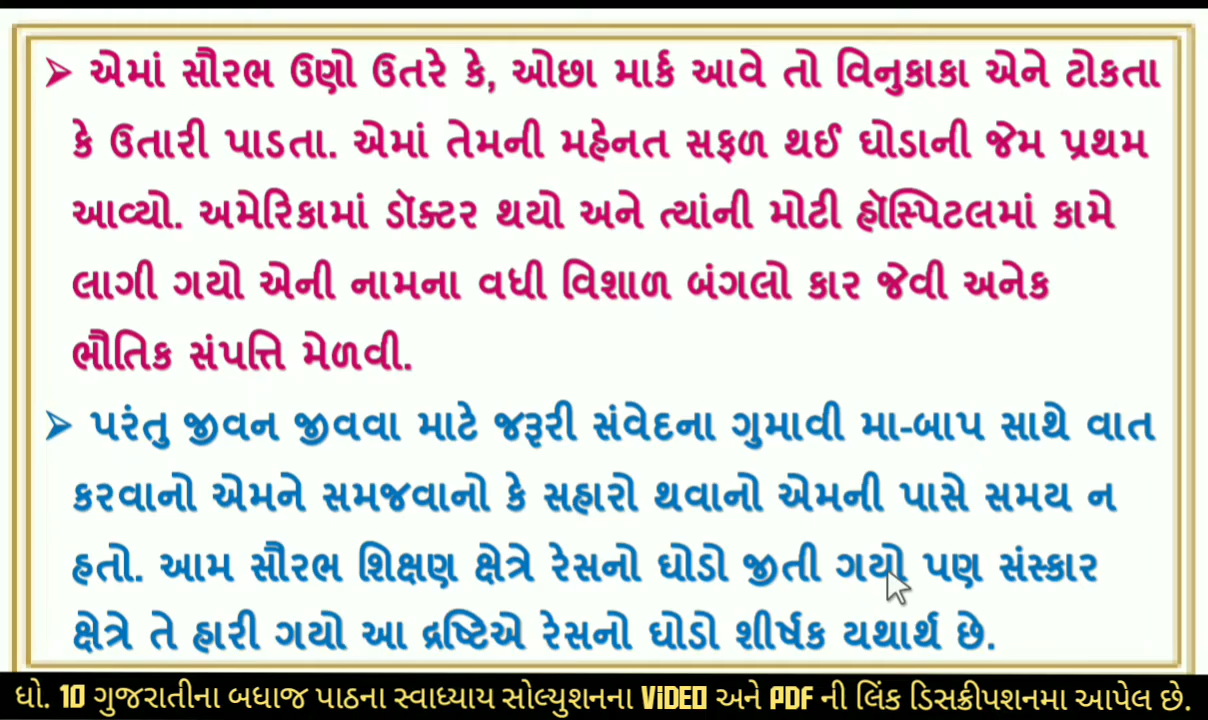 ➢ એમાં સૌરભ ઉણો ઉતરે કે, ઓછા માર્ક આવે તો વિનુકાકા એને ટોકતા
કે ઉતારી પાડતા. એમાં તેમની મહેનત સફળ થઈ ઘોડાની જેમ પ્રથમ
આવ્યો. અમેરિકામાં ડૉક્ટર થયો અને ત્યાંની મોટી હૉસ્પિટલમાં કામે
લાગી ગયો એની નામના વધી વિશાળ બંગલો કાર જેવી અનેક
ભૌતિક સંપત્તિ મેળવી.
➢ પરંતુ જીવન જીવવા માટે જરૂરી સંવેદના ગુમાવી મા-બાપ સાથે વાત
કરવાનો એમને સમજવાનો કે સહારો થવાનો એમની પાસે સમય ન
હતો. આમ સૌરભ શિક્ષણ ક્ષેત્રે રેસનો ઘોડો જીતી ગયો પણ સંસ્કાર
ક્ષેત્રે તે હારી ગયો આ દ્રષ્ટિએ રેસનો ઘોડો શીર્ષક યથાર્થ છે.
ધો. 10 ગુજરાતીના બધાજ પાઠના સ્વાધ્યાય સોલ્યુશનના VIDEO અને PDF ની લિંક ડિસક્રીપશનમા આપેલ છે.